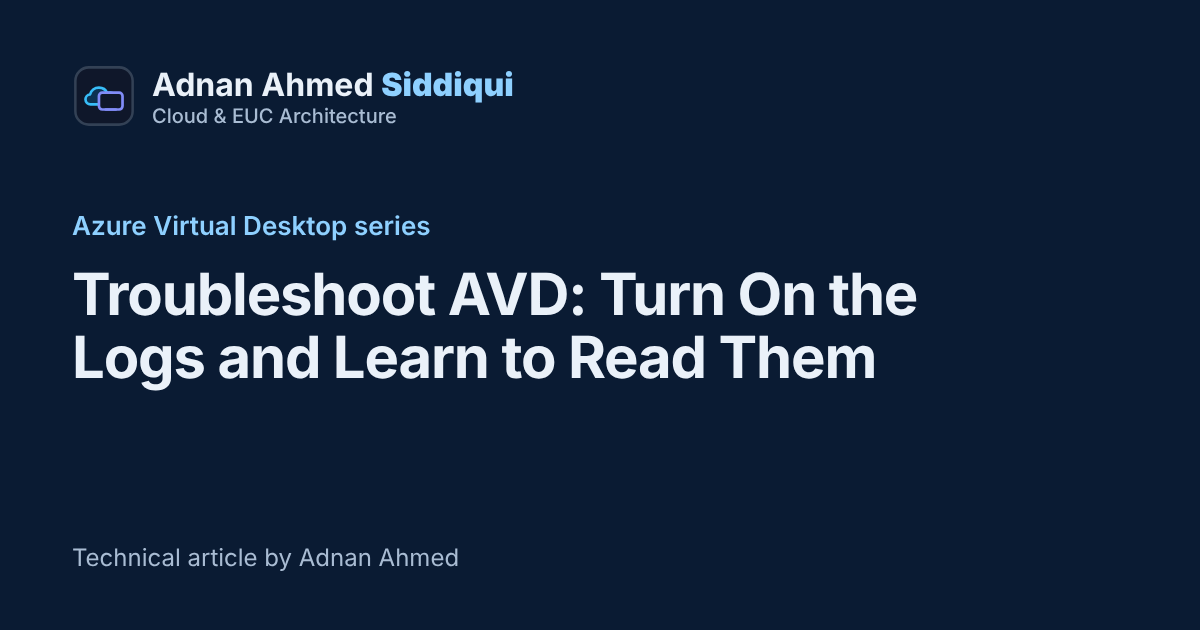 Adnan Ahmed Siddiqui
Cloud & EUC Architecture
Azure Virtual Desktop series
Troubleshoot AVD: Turn On the
Logs and Learn to Read Them
Technical article by Adnan Ahmed